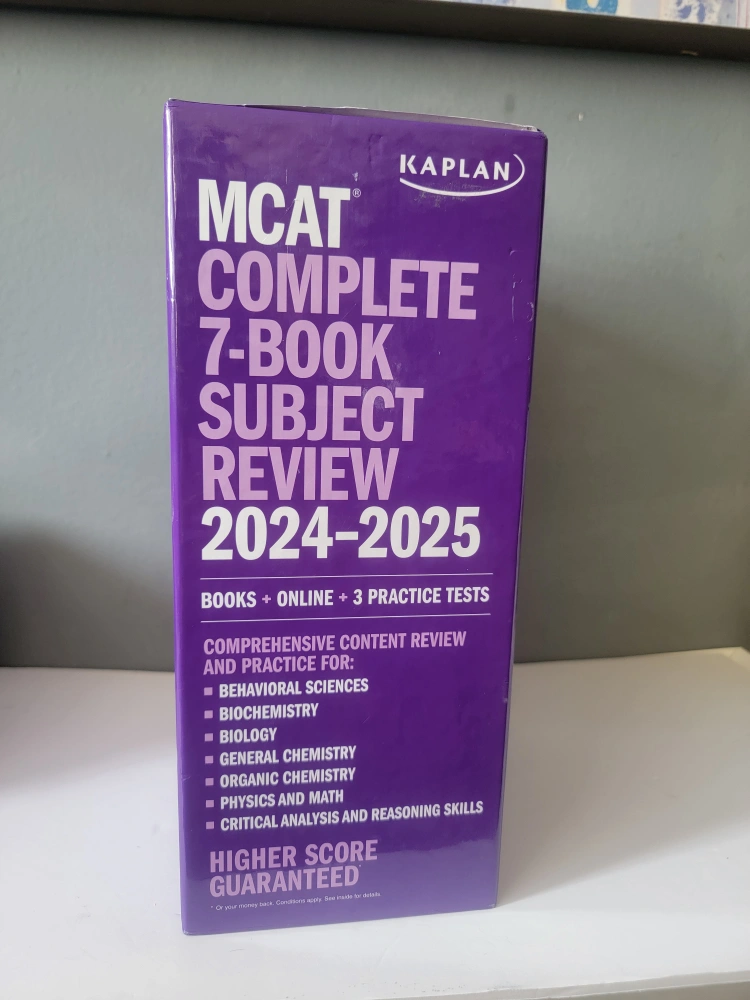 KAPLAN
MCAT®
COMPLETE
7-BOOK
SUBJECT
REVIEW
2024-2025
BOOKS + ONLINE + 3 PRACTICE TESTS
COMPREHENSIVE CONTENT REVIEW
AND PRACTICE FOR:
▪ BEHAVIORAL SCIENCES
▪ BIOCHEMISTRY
▪ BIOLOGY
▪ GENERAL CHEMISTRY
▪ ORGANIC CHEMISTRY
▪ PHYSICS AND MATH
▪ CRITICAL ANALYSIS AND REASONING SKILLS
HIGHER SCORE
GUARANTEED*
* Or your money back. Conditions apply. See inside for details.